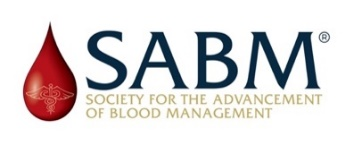 SABM®
SOCIETY FOR THE ADVANCEMENT
OF BLOOD MANAGEMENT